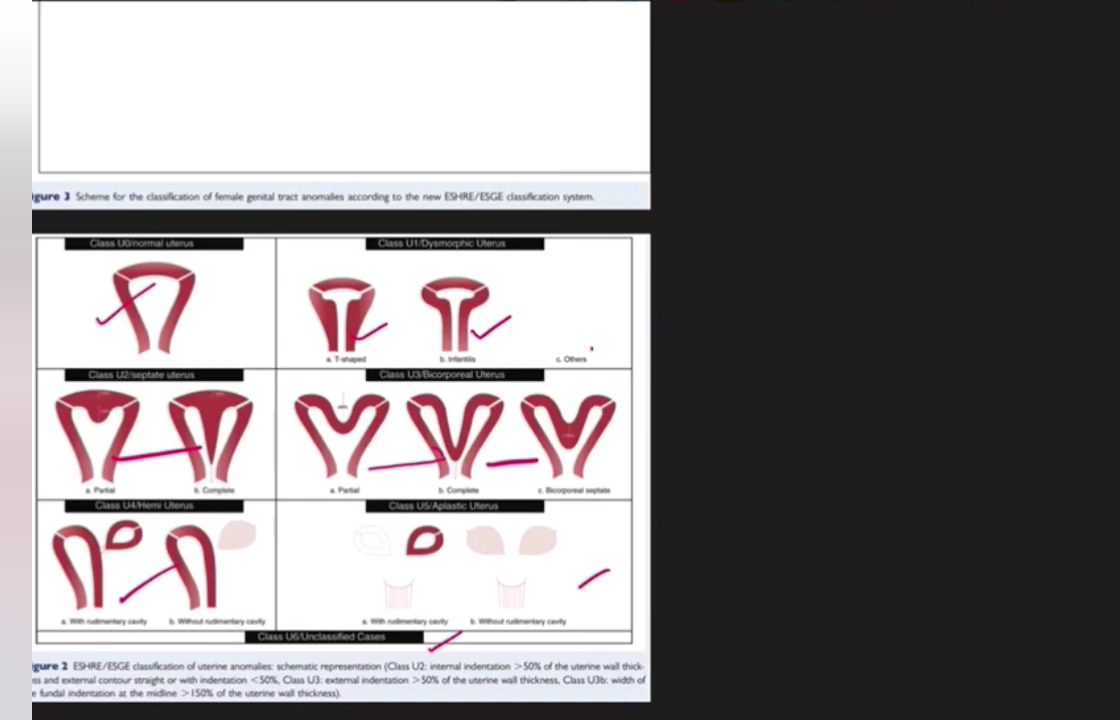 igure 3 Scheme for the classification of female genital tract anomalies according to the new ESHRE/ESGE classification system.
Class U0/normal uterus
Class U1/Dysmorphic Uterus
a. T-shaped
b. Infantilis
c. Others
Class U2/septate uterus
Class U3/Bicorporeal Uterus
a. Partial
b. Complete
a. Partial
b. Complete
c. Bicorporeal septate
Class U4/Hemi Uterus
Class U5/Aplastic Uterus
a. With rudimentary cavity
b. Without rudimentary cavity
a. With rudimentary cavity
b. Without rudimentary cavity
Class U6/Unclassified Cases
igure 2 ESHRE/ESGE classification of uterine anomalies: schematic representation (Class U2: internal indentation >50% of the uterine wall thick-
ss and external contour straight or with indentation <50%, Class U3: external indentation >50% of the uterine wall thickness, Class U3b: width of
e fundal indentation at the midline >150% of the uterine wall thickness).